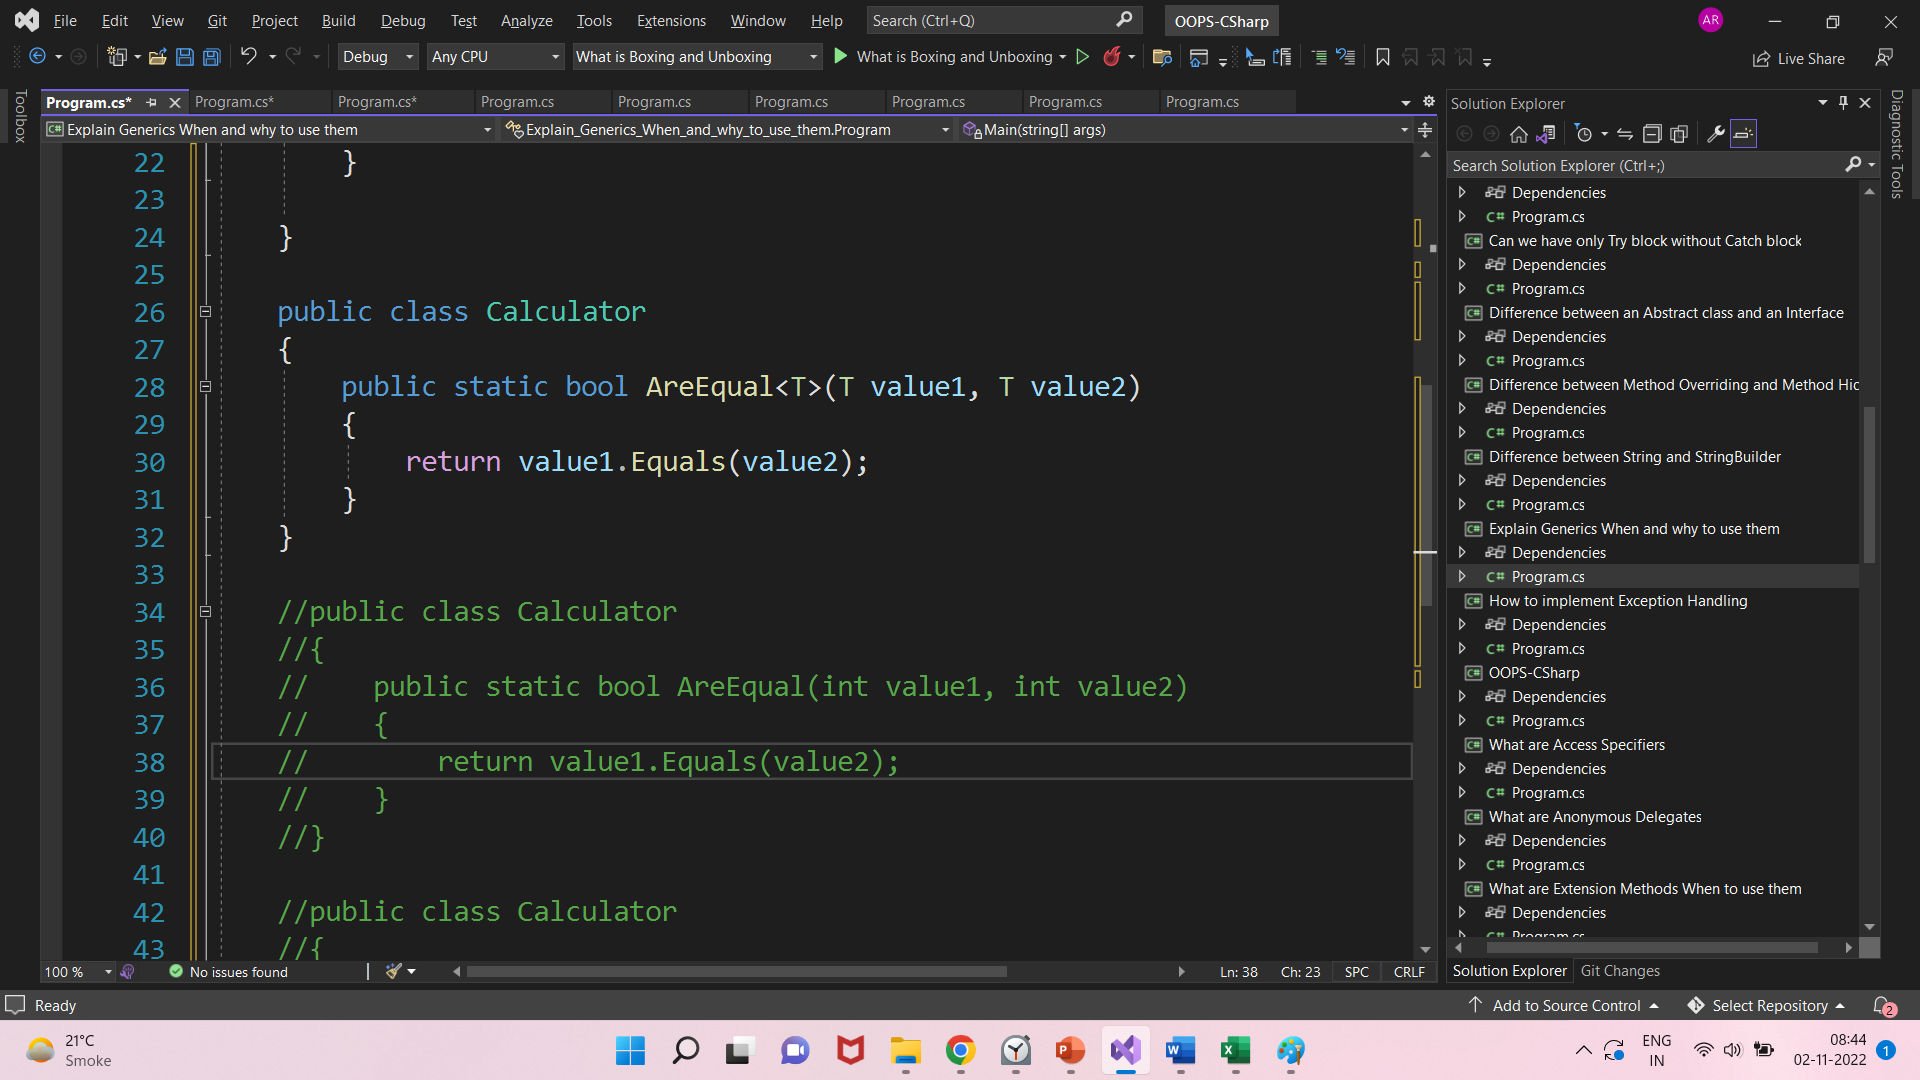 File Edit View Git Project Build Debug Test Analyze Tools Extensions Window Help Search (Ctrl+Q) OOPS-CSharp AR
Debug Any CPU What is Boxing and Unboxing What is Boxing and Unboxing Live Share
Toolbox
Program.cs* Program.cs* Program.cs* Program.cs Program.cs Program.cs Program.cs Program.cs Program.cs
Explain Generics When and why to use them Explain_Generics_When_and_why_to_use_them.Program Main(string[] args)
22 }
23
24 }
25
26 public class Calculator
27 {
28 public static bool AreEqual<T>(T value1, T value2)
29 {
30 return value1.Equals(value2);
31 }
32 }
33
34 //public class Calculator
35 //{
36 // public static bool AreEqual(int value1, int value2)
37 // {
38 // return value1.Equals(value2);
39 // }
40 //}
41
42 //public class Calculator
43 //{
100 % No issues found Ln: 38 Ch: 23 SPC CRLF
Solution Explorer
Search Solution Explorer (Ctrl+;)
Dependencies
C# Program.cs
C# Can we have only Try block without Catch block
Dependencies
C# Program.cs
C# Difference between an Abstract class and an Interface
Dependencies
C# Program.cs
C# Difference between Method Overriding and Method Hic
Dependencies
C# Program.cs
C# Difference between String and StringBuilder
Dependencies
C# Program.cs
C# Explain Generics When and why to use them
Dependencies
C# Program.cs
C# How to implement Exception Handling
Dependencies
C# Program.cs
C# OOPS-CSharp
Dependencies
C# Program.cs
C# What are Access Specifiers
Dependencies
C# Program.cs
C# What are Anonymous Delegates
Dependencies
C# Program.cs
C# What are Extension Methods When to use them
Dependencies
C# Program.cs
Solution Explorer Git Changes
Diagnostic Tools
Ready Add to Source Control Select Repository 2
21°C
Smoke
ENG
IN
08:44
02-11-2022
1